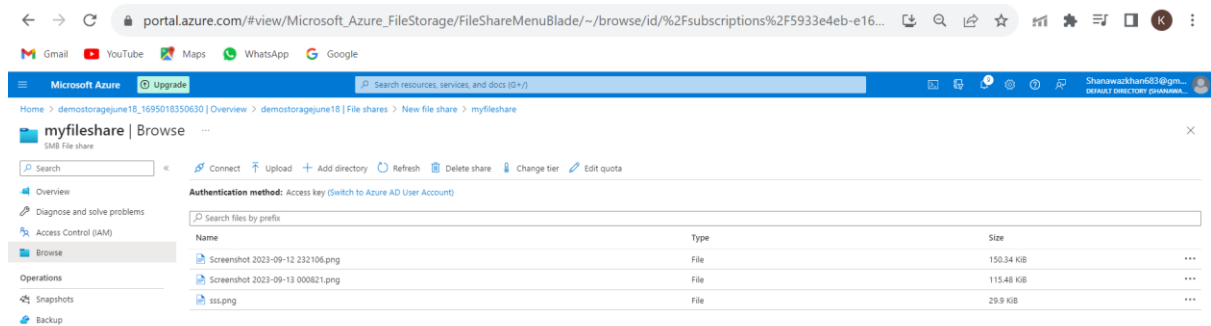 portal.azure.com/#view/Microsoft_Azure_FileStorage/FileShareMenuBlade/~/browse/id/%2Fsubscriptions%2F5933e4eb-e16... K
Gmail YouTube Maps WhatsApp Google
Microsoft Azure Upgrade Search resources, services, and docs (G+/) Shanawazkhan683@gm...
DEFAULT DIRECTORY (SHANAWA...
Home > demostoragejune18_1695018350630 | Overview > demostoragejune18 | File shares > New file share > myfileshare
myfileshare | Browse ...
SMB File share
Search « Connect Upload Add directory Refresh Delete share Change tier Edit quota
Overview Authentication method: Access key (Switch to Azure AD User Account)
Diagnose and solve problems Search files by prefix
Access Control (IAM) Name Type Size
Browse Screenshot 2023-09-12 232106.png File 150.34 KiB ...
Operations Screenshot 2023-09-13 000821.png File 115.48 KiB ...
Snapshots sss.png File 29.9 KiB ...
Backup